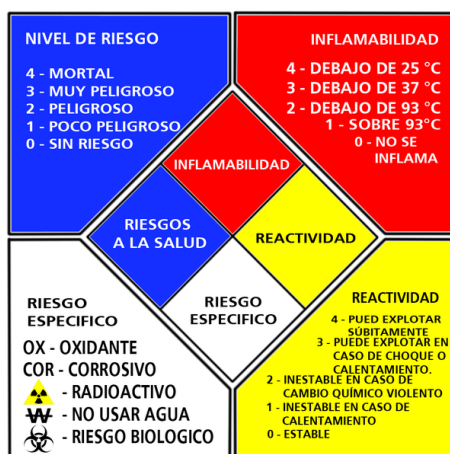 NIVEL DE RIESGO
4 - MORTAL
3 - MUY PELIGROSO
2 - PELIGROSO
1 - POCO PELIGROSO
0 - SIN RIESGO
INFLAMABILIDAD
4 - DEBAJO DE 25 °C
3 - DEBAJO DE 37 °C
2 - DEBAJO DE 93 °C
1 - SOBRE 93°C
0 - NO SE
INFLAMA
INFLAMABILIDAD
RIESGOS
A LA SALUD
REACTIVIDAD
RIESGO
ESPECIFICO
RIESGO
ESPECIFICO
OX - OXIDANTE
COR - CORROSIVO
- RADIOACTIVO
W - NO USAR AGUA
- RIESGO BIOLOGICO
REACTIVIDAD
4 - PUED EXPLOTAR
SÚBITAMENTE
3 - PUEDE EXPLOTAR EN
CASO DE CHOQUE O
CALENTAMIENTO.
2 - INESTABLE EN CASO DE
CAMBIO QUÍMICO VIOLENTO
1 - INESTABLE EN CASO DE
CALENTAMIENTO
0 - ESTABLE